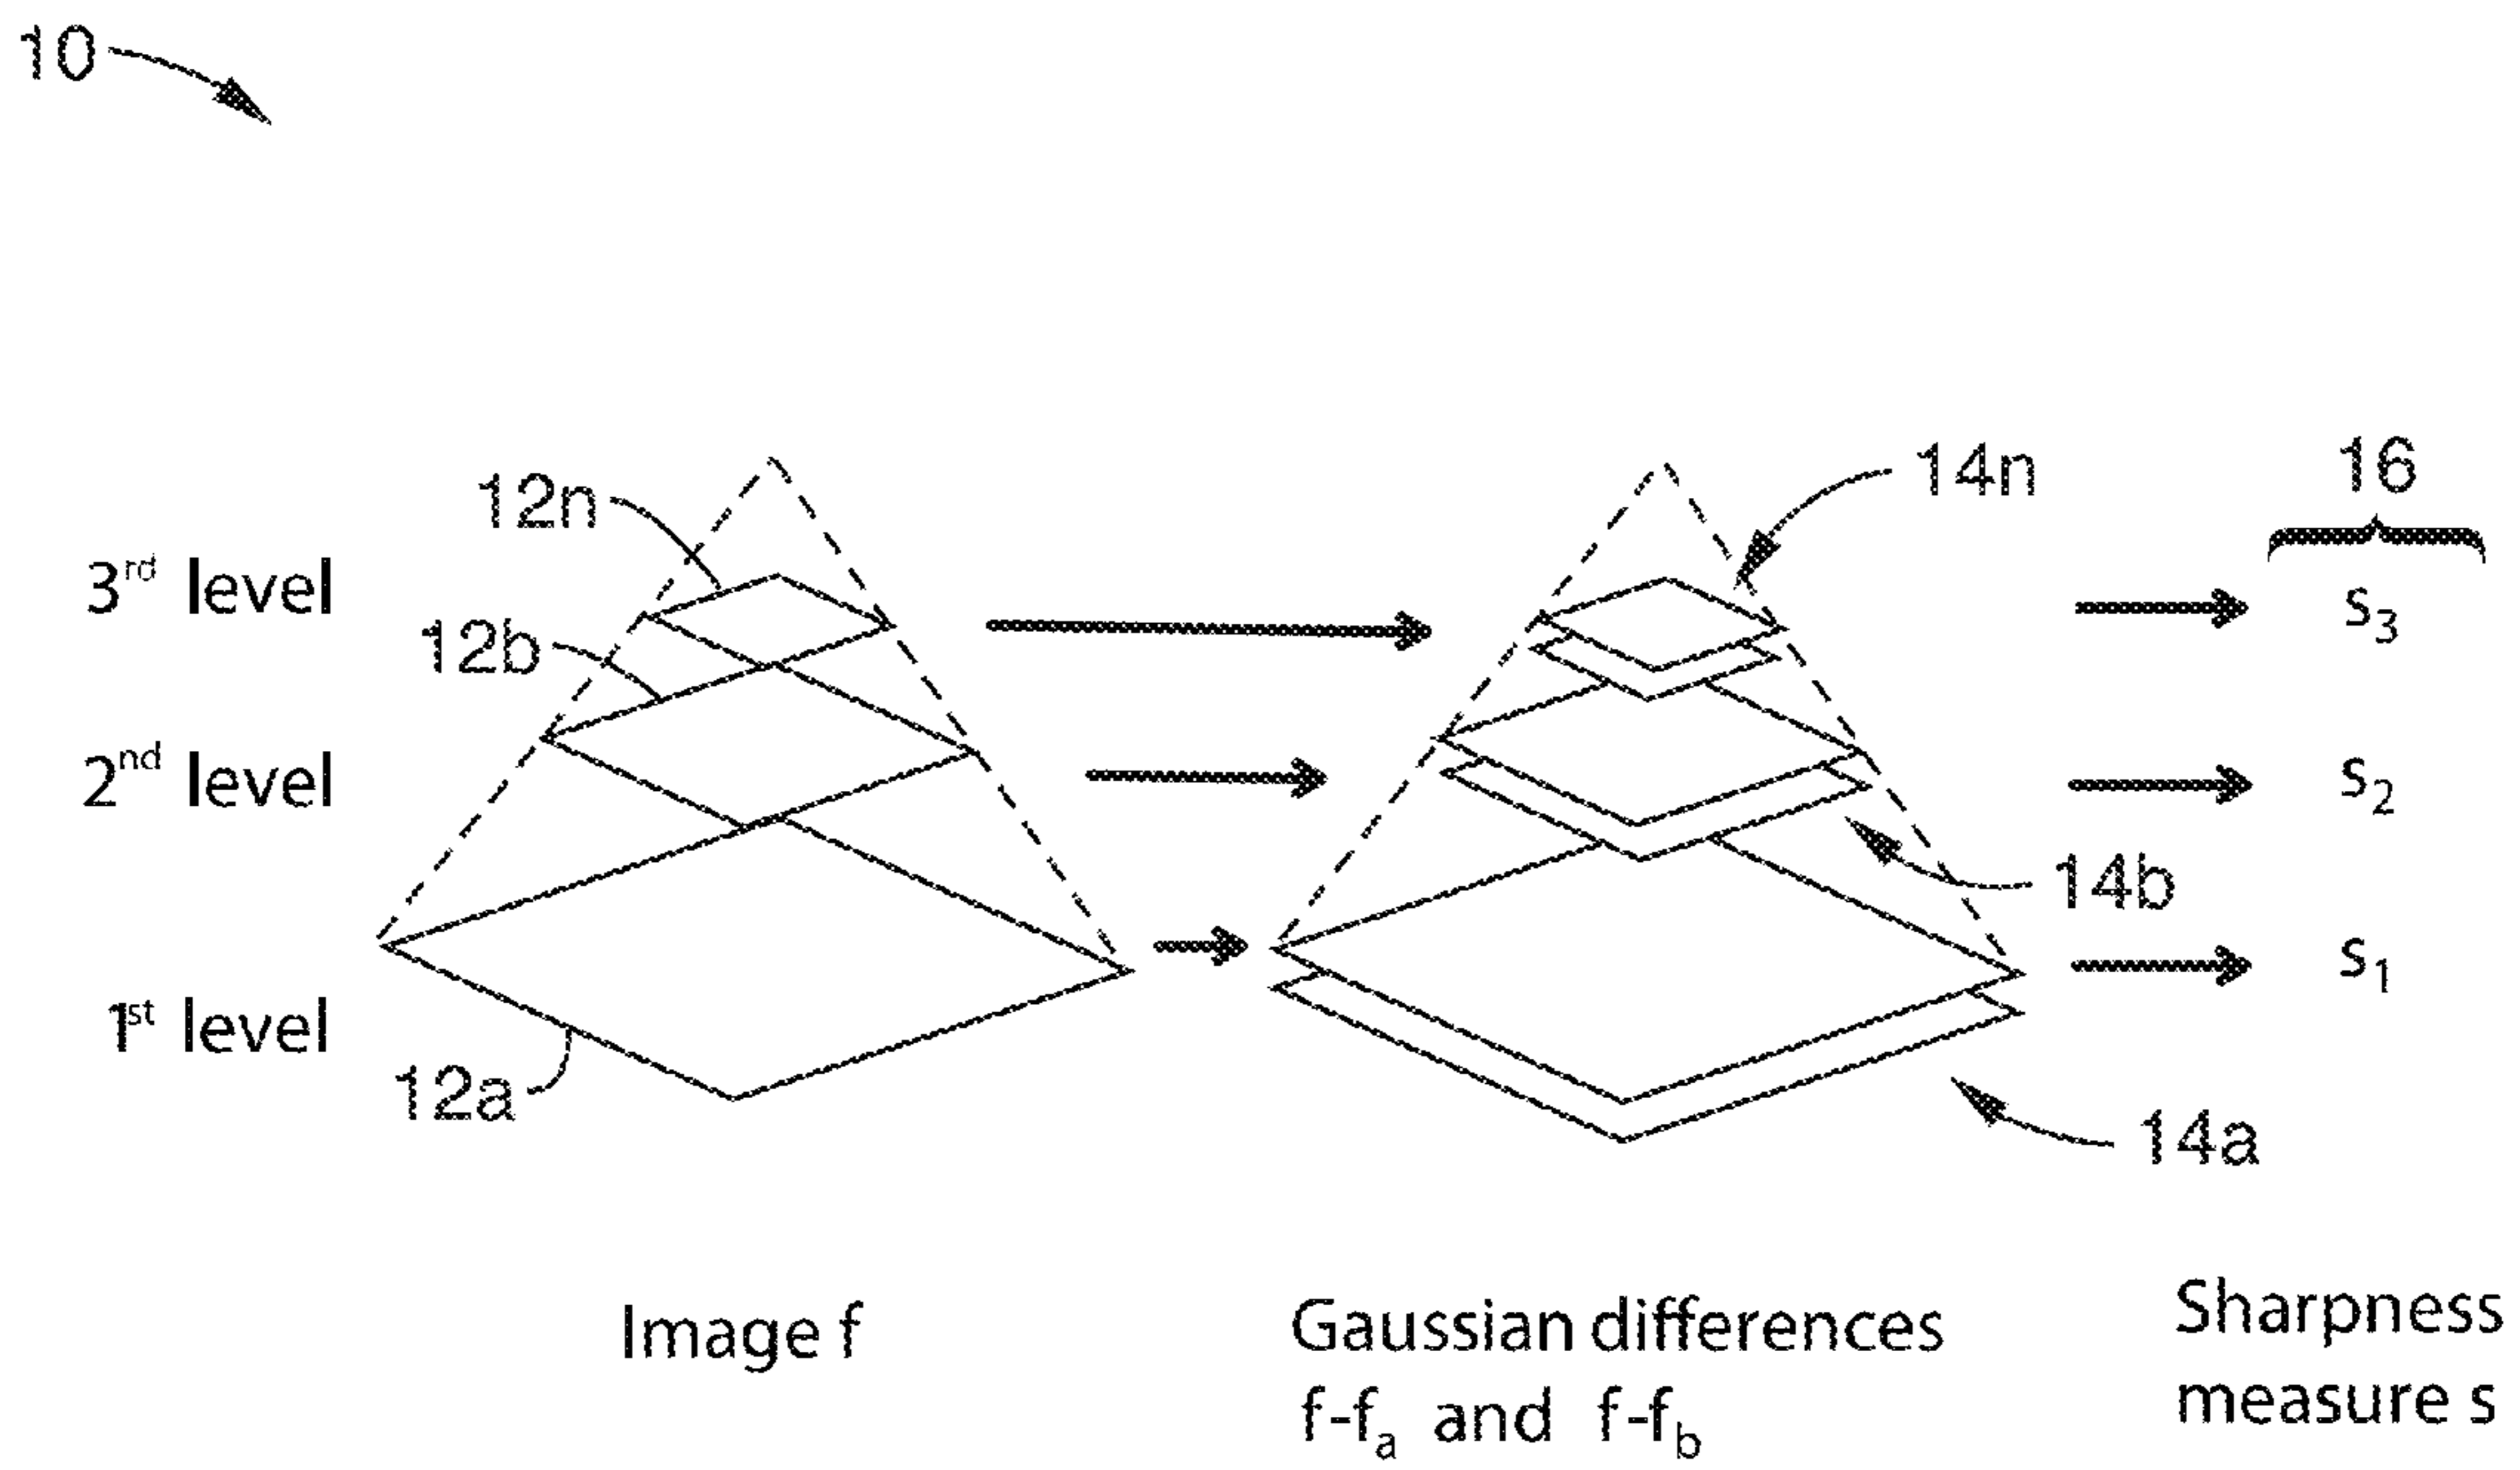 10
12n
14n
16
3rd level
s3
12b
2nd level
s2
14b
s1
1st level
12a
14a
Image f
Gaussian differences
f-fa and f-fb
Sharpness
measure s